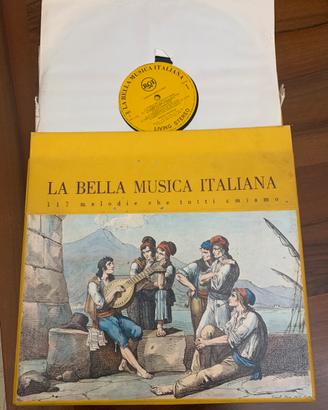 LA BELLA MUSICA ITALIANA
RCA
LIVING STEREO
LA BELLA MUSICA ITALIANA
117 melodie che tutti amiamo